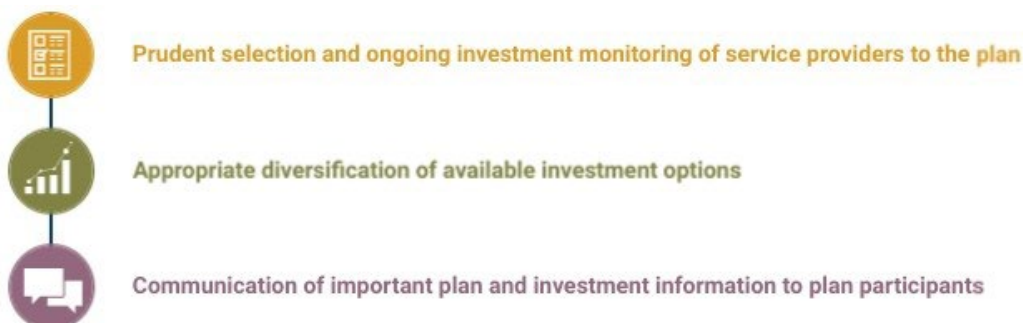 Prudent selection and ongoing investment monitoring of service providers to the plan
Appropriate diversification of available investment options
Communication of important plan and investment information to plan participants